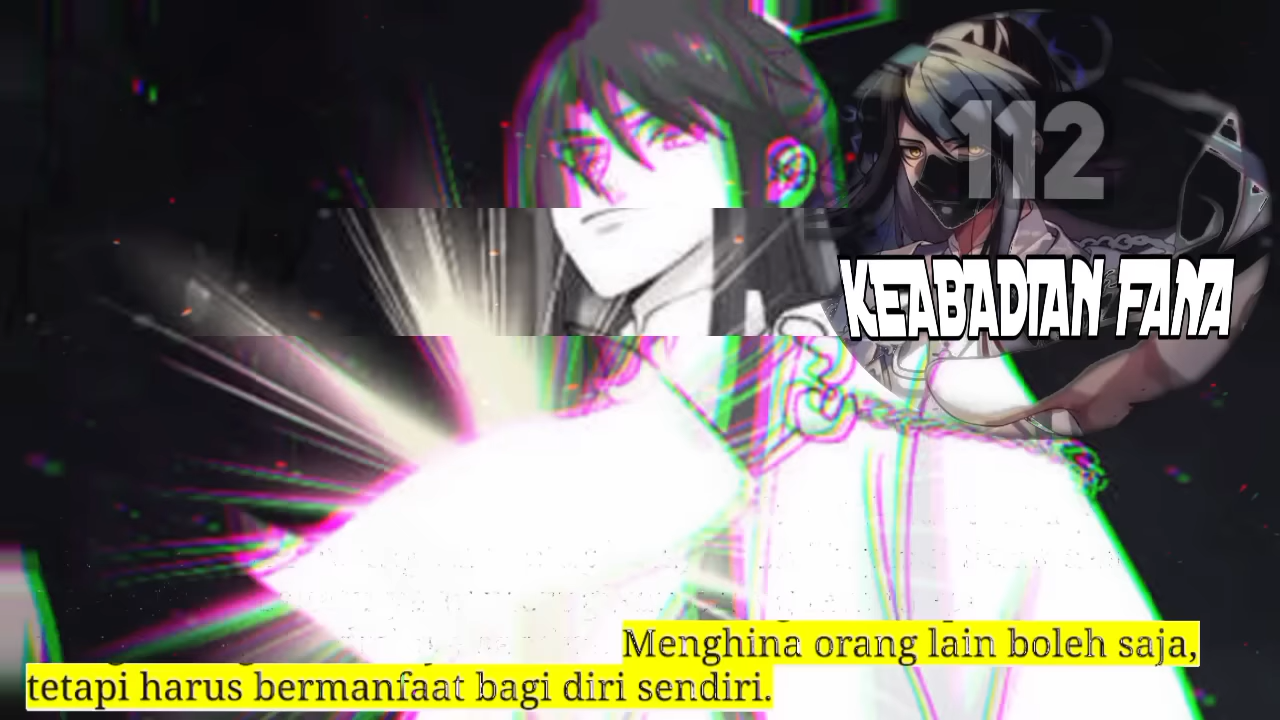 112
KEABADIAN FANA
Menghina orang lain boleh saja,
tetapi harus bermanfaat bagi diri sendiri.